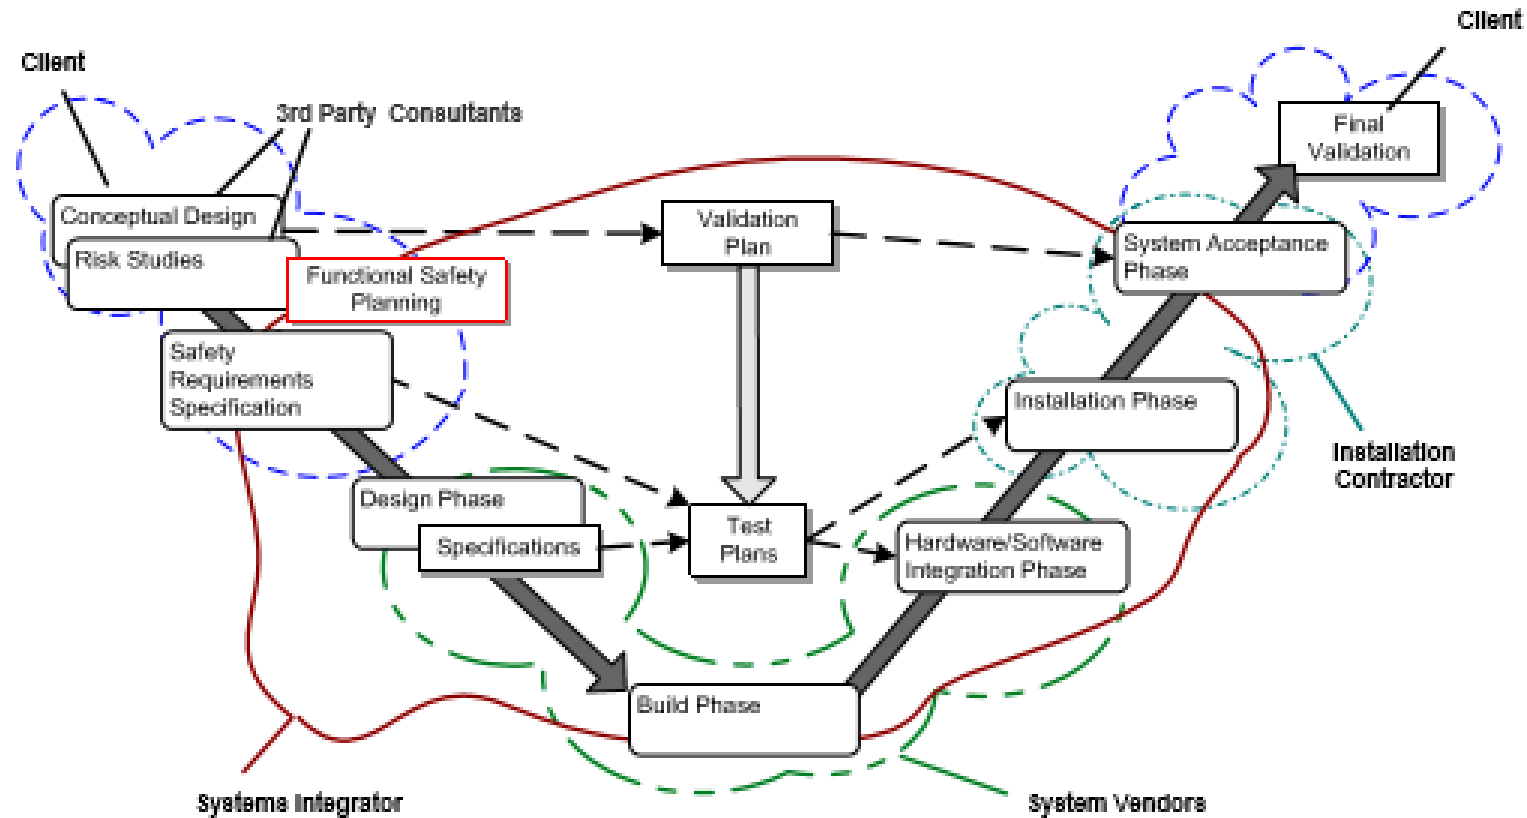 Client
Client
3rd Party Consultants
Conceptual Design
Risk Studies
Functional Safety
Planning
Validation
Plan
Final
Validation
System Acceptance
Phase
Safety
Requirements
Specification
Installation Phase
Installation
Contractor
Design Phase
Specifications
Test
Plans
Hardware/Software
Integration Phase
Build Phase
Systems Integrator
System Vendors